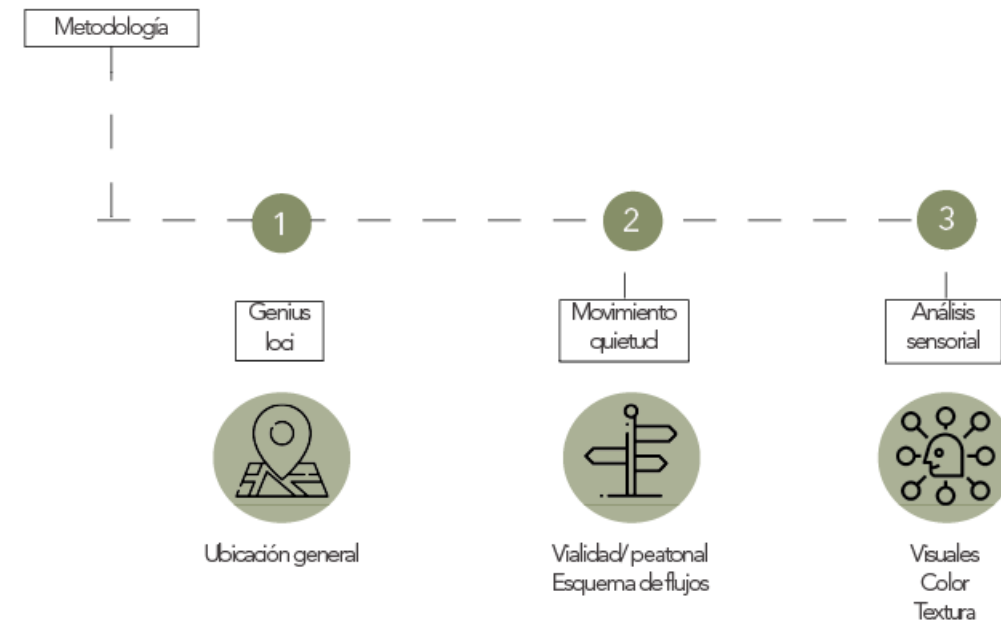 Metodología
1
2
3
Genius
loci
Movimiento
quietud
Análisis
sensorial
Ubicación general
Vialidad/peatonal
Esquema de flujos
Visuales
Color
Textura